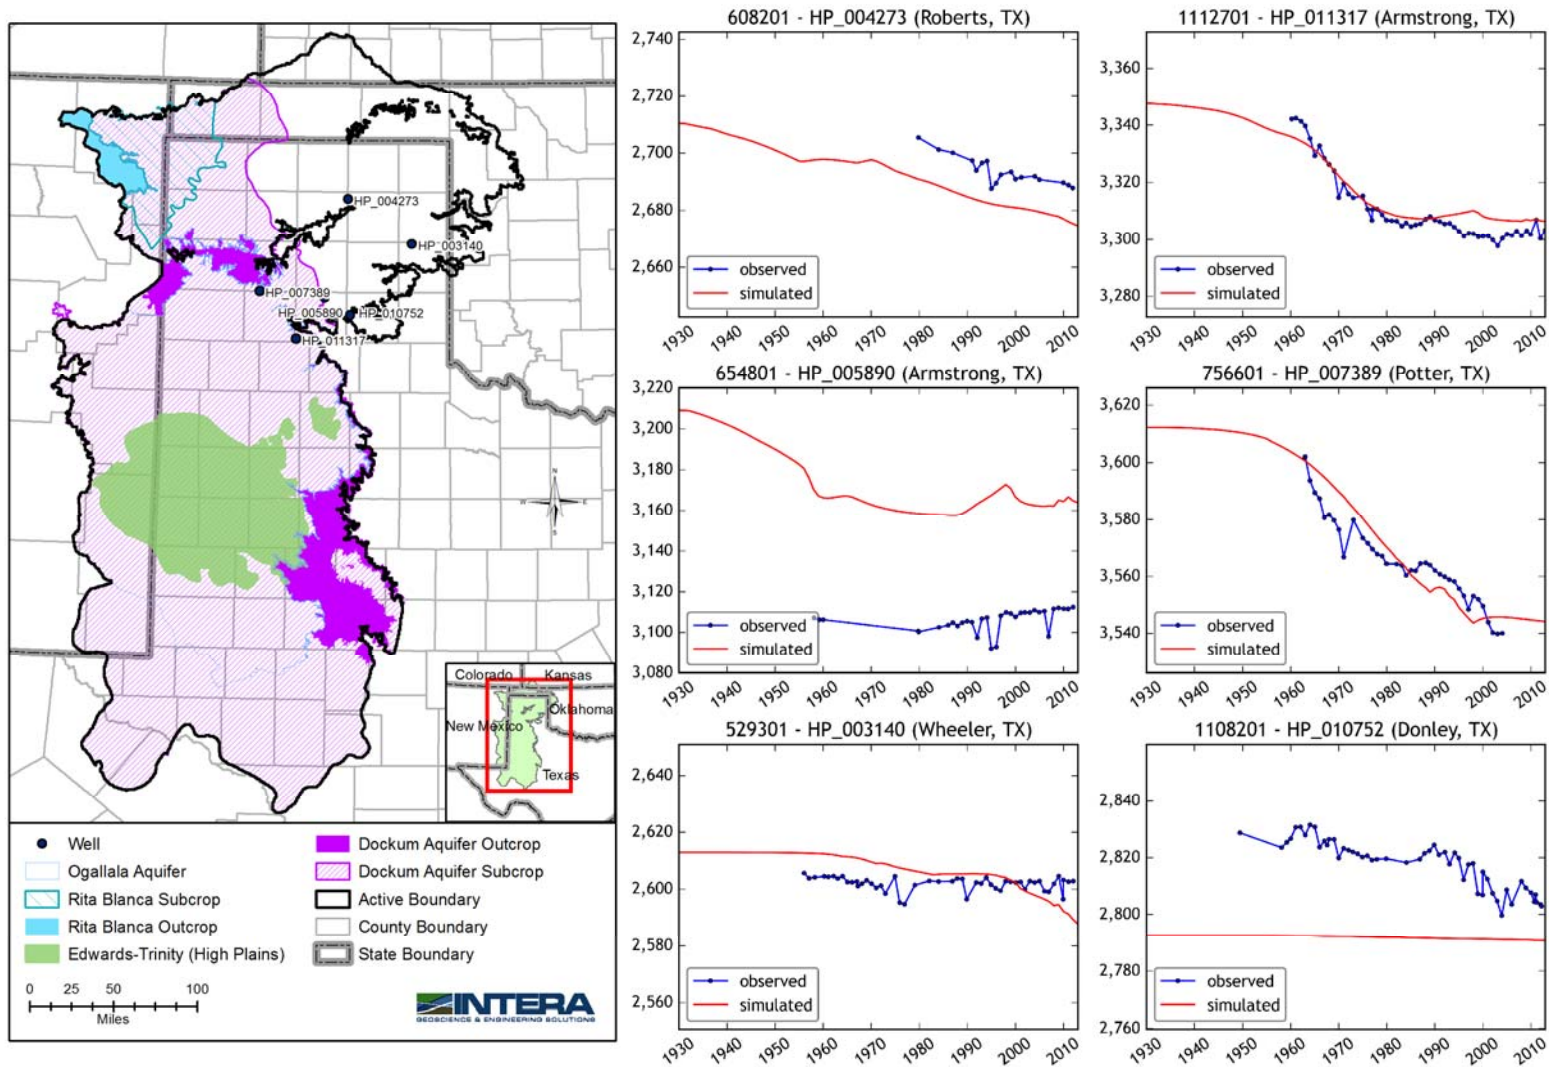 HP_004273
HP_003140
HP_007389
HP_005890
HP_010752
HP_011317
N
W
E
S
Colorado
Kansas
Oklahoma
New Mexico
Texas
Well
Ogallala Aquifer
Rita Blanca Subcrop
Rita Blanca Outcrop
Edwards-Trinity (High Plains)
Dockum Aquifer Outcrop
Dockum Aquifer Subcrop
Active Boundary
County Boundary
State Boundary
0 25 50 100
Miles
INTERA
GEOSCIENCE & ENGINEERING SOLUTIONS
608201 - HP_004273 (Roberts, TX)
2,740
2,720
2,700
2,680
2,660
observed
simulated
1930 1940 1950 1960 1970 1980 1990 2000 2010
1112701 - HP_011317 (Armstrong, TX)
3,360
3,340
3,320
3,300
3,280
observed
simulated
1930 1940 1950 1960 1970 1980 1990 2000 2010
654801 - HP_005890 (Armstrong, TX)
3,220
3,200
3,180
3,160
3,140
3,120
3,100
3,080
observed
simulated
1930 1940 1950 1960 1970 1980 1990 2000 2010
756601 - HP_007389 (Potter, TX)
3,620
3,600
3,580
3,560
3,540
observed
simulated
1930 1940 1950 1960 1970 1980 1990 2000 2010
529301 - HP_003140 (Wheeler, TX)
2,640
2,620
2,600
2,580
2,560
observed
simulated
1930 1940 1950 1960 1970 1980 1990 2000 2010
1108201 - HP_010752 (Donley, TX)
2,840
2,820
2,800
2,780
2,760
observed
simulated
1930 1940 1950 1960 1970 1980 1990 2000 2010